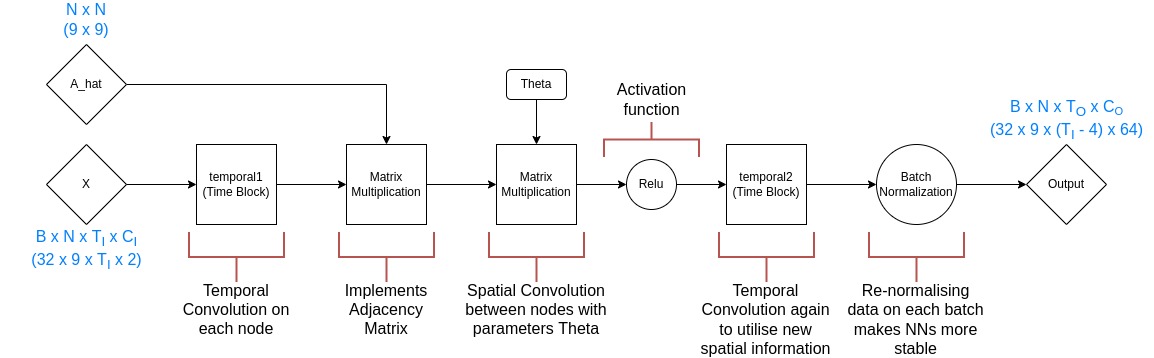 N x N
(9 x 9)
A_hat
Theta
Activation
function
B x N x T_O x C_O
(32 x 9 x (T_I - 4) x 64)
X
temporal1
(Time Block)
Matrix
Multiplication
Matrix
Multiplication
Relu
temporal2
(Time Block)
Batch
Normalization
Output
B x N x T_I x C_I
(32 x 9 x T_I x 2)
Temporal
Convolution on
each node
Implements
Adjacency
Matrix
Spatial Convolution
between nodes with
parameters Theta
Temporal
Convolution again
to utilise new
spatial information
Re-normalising
data on each batch
makes NNs more
stable